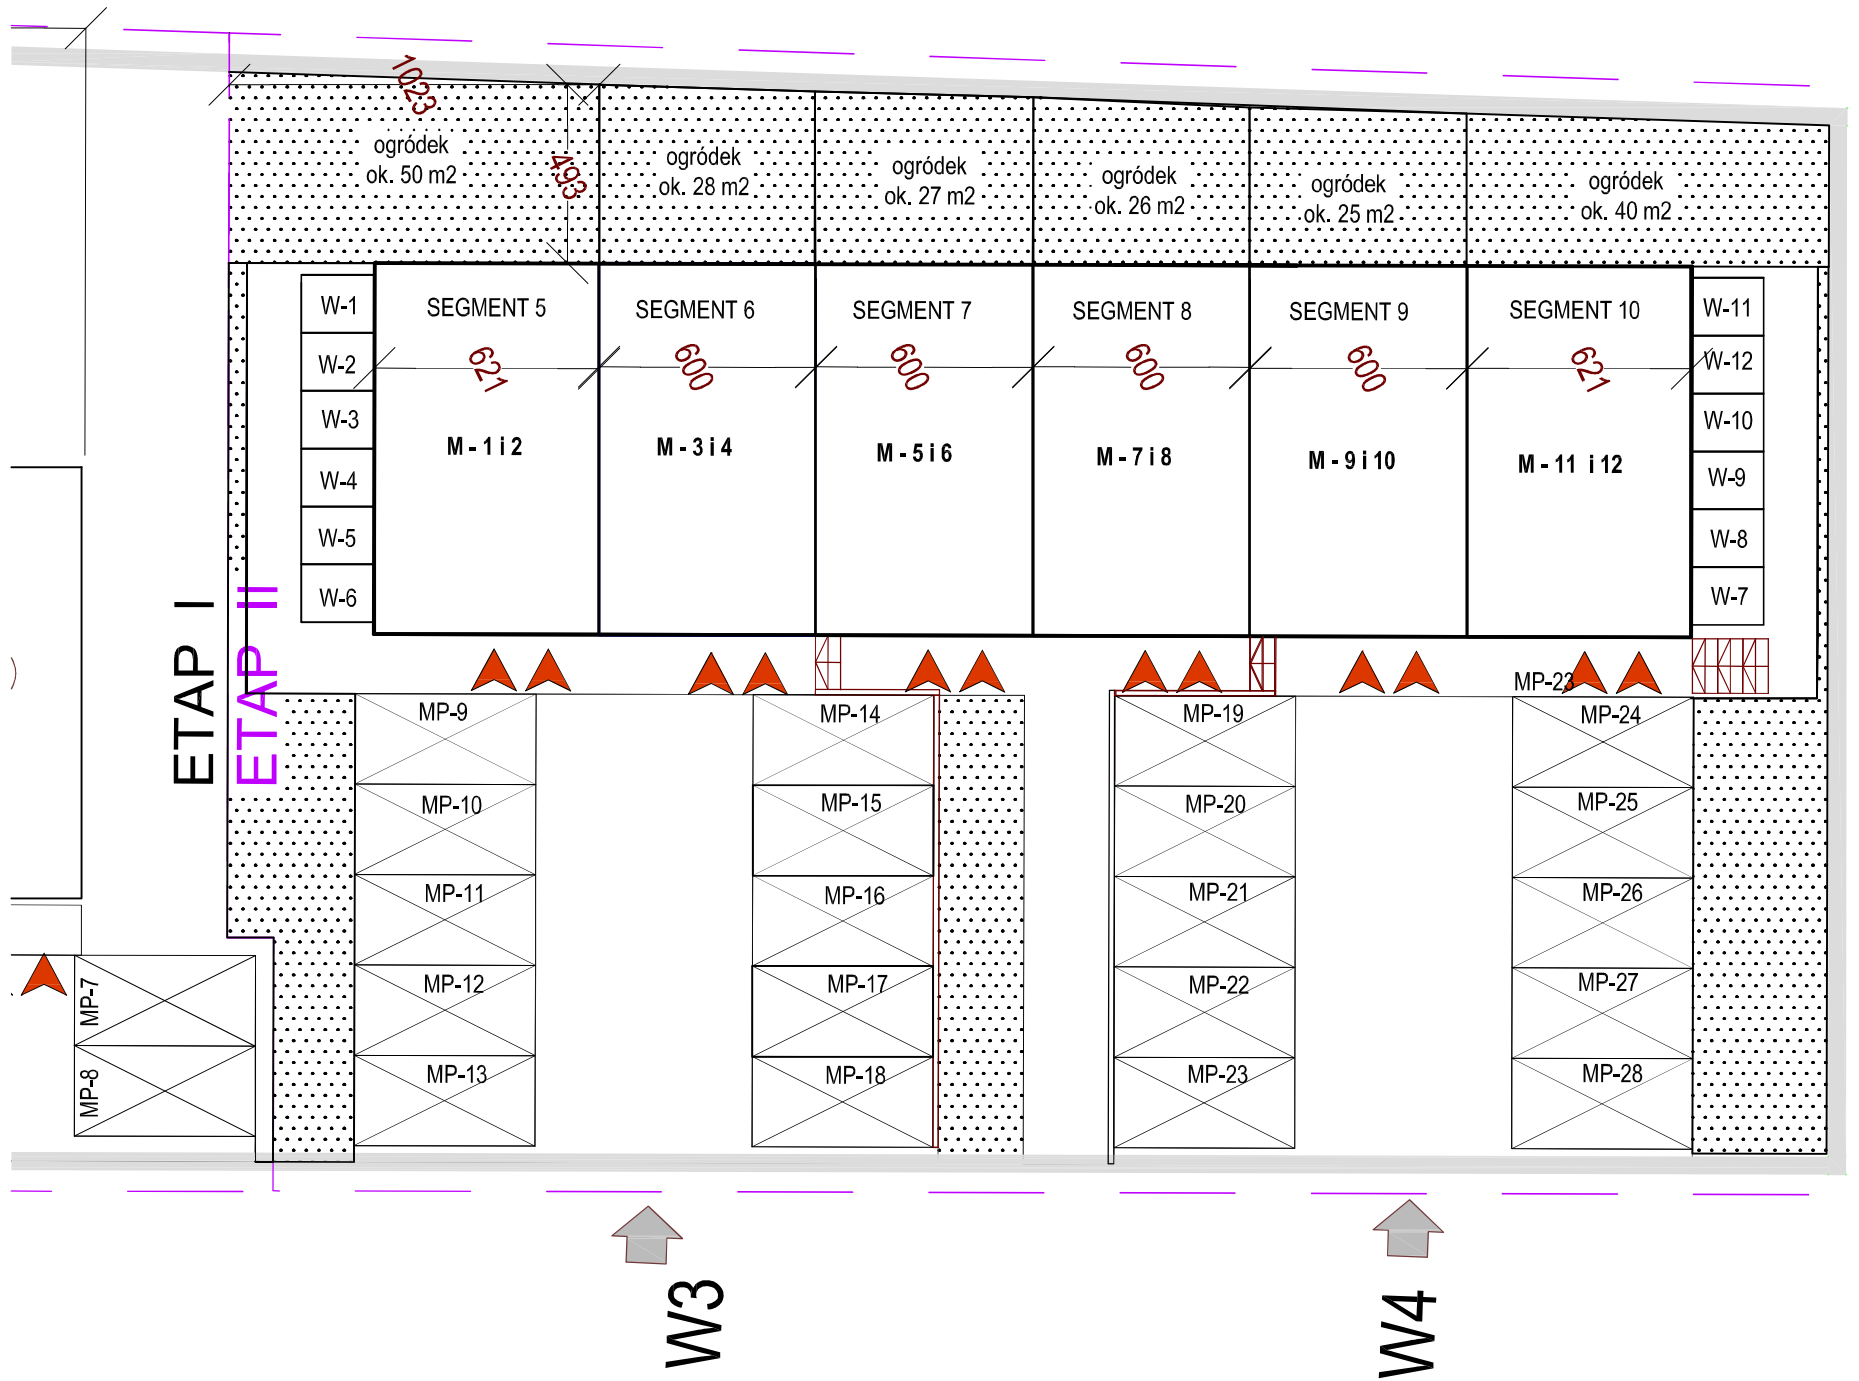 1023
493
ogródek
ok. 50 m2
ogródek
ok. 28 m2
ogródek
ok. 27 m2
ogródek
ok. 26 m2
ogródek
ok. 25 m2
ogródek
ok. 40 m2
SEGMENT 5
SEGMENT 6
SEGMENT 7
SEGMENT 8
SEGMENT 9
SEGMENT 10
621
600
600
600
600
621
M - 1 i 2
M - 3 i 4
M - 5 i 6
M - 7 i 8
M - 9 i 10
M - 11 i 12
W-1
W-2
W-3
W-4
W-5
W-6
W-11
W-12
W-10
W-9
W-8
W-7
ETAP I
ETAP II
MP-7
MP-8
MP-9
MP-10
MP-11
MP-12
MP-13
MP-14
MP-15
MP-16
MP-17
MP-18
MP-19
MP-20
MP-21
MP-22
MP-23
MP-23
MP-24
MP-25
MP-26
MP-27
MP-28
W3
W4